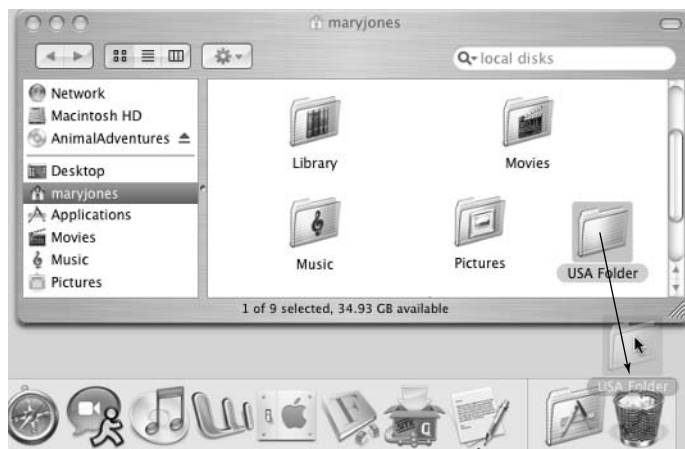 maryjones
local disks
Network
Macintosh HD
AnimalAdventures
Desktop
maryjones
Applications
Movies
Music
Pictures
Library
Movies
Music
Pictures
USA Folder
1 of 9 selected, 34.93 GB available
USA Folder